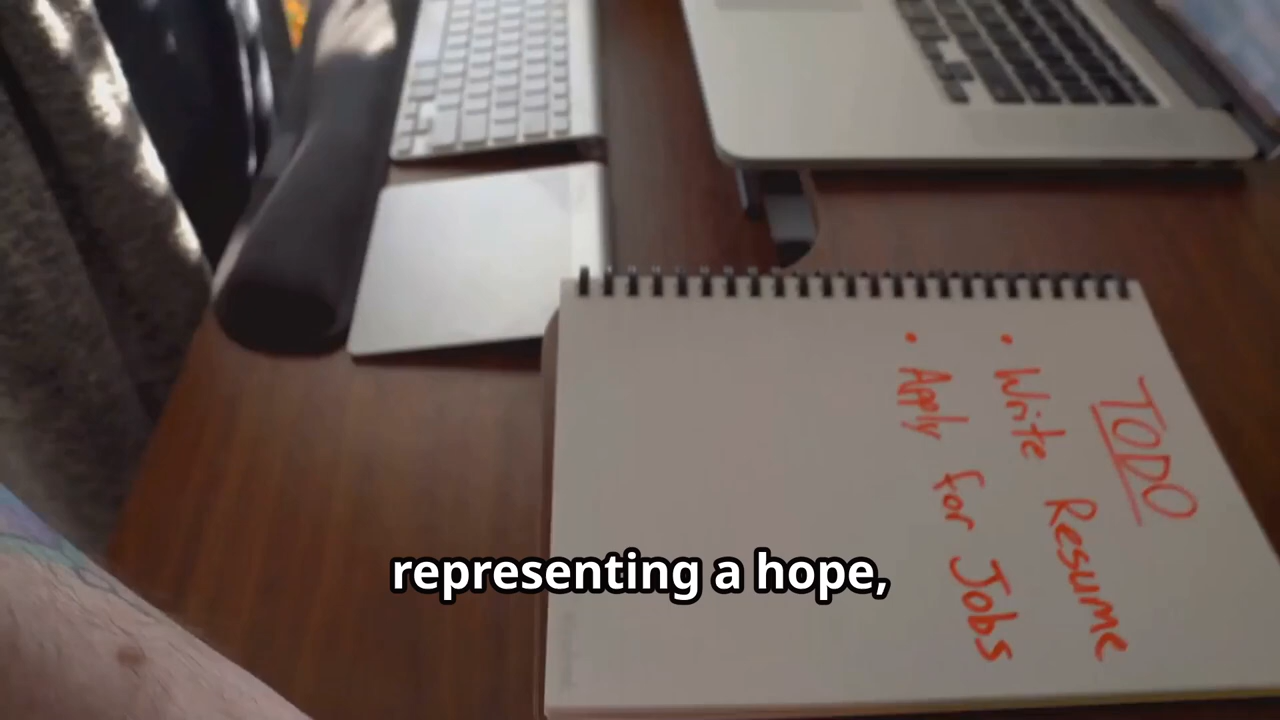 TODO
• Write Resume
• Apply for Jobs
representing a hope,